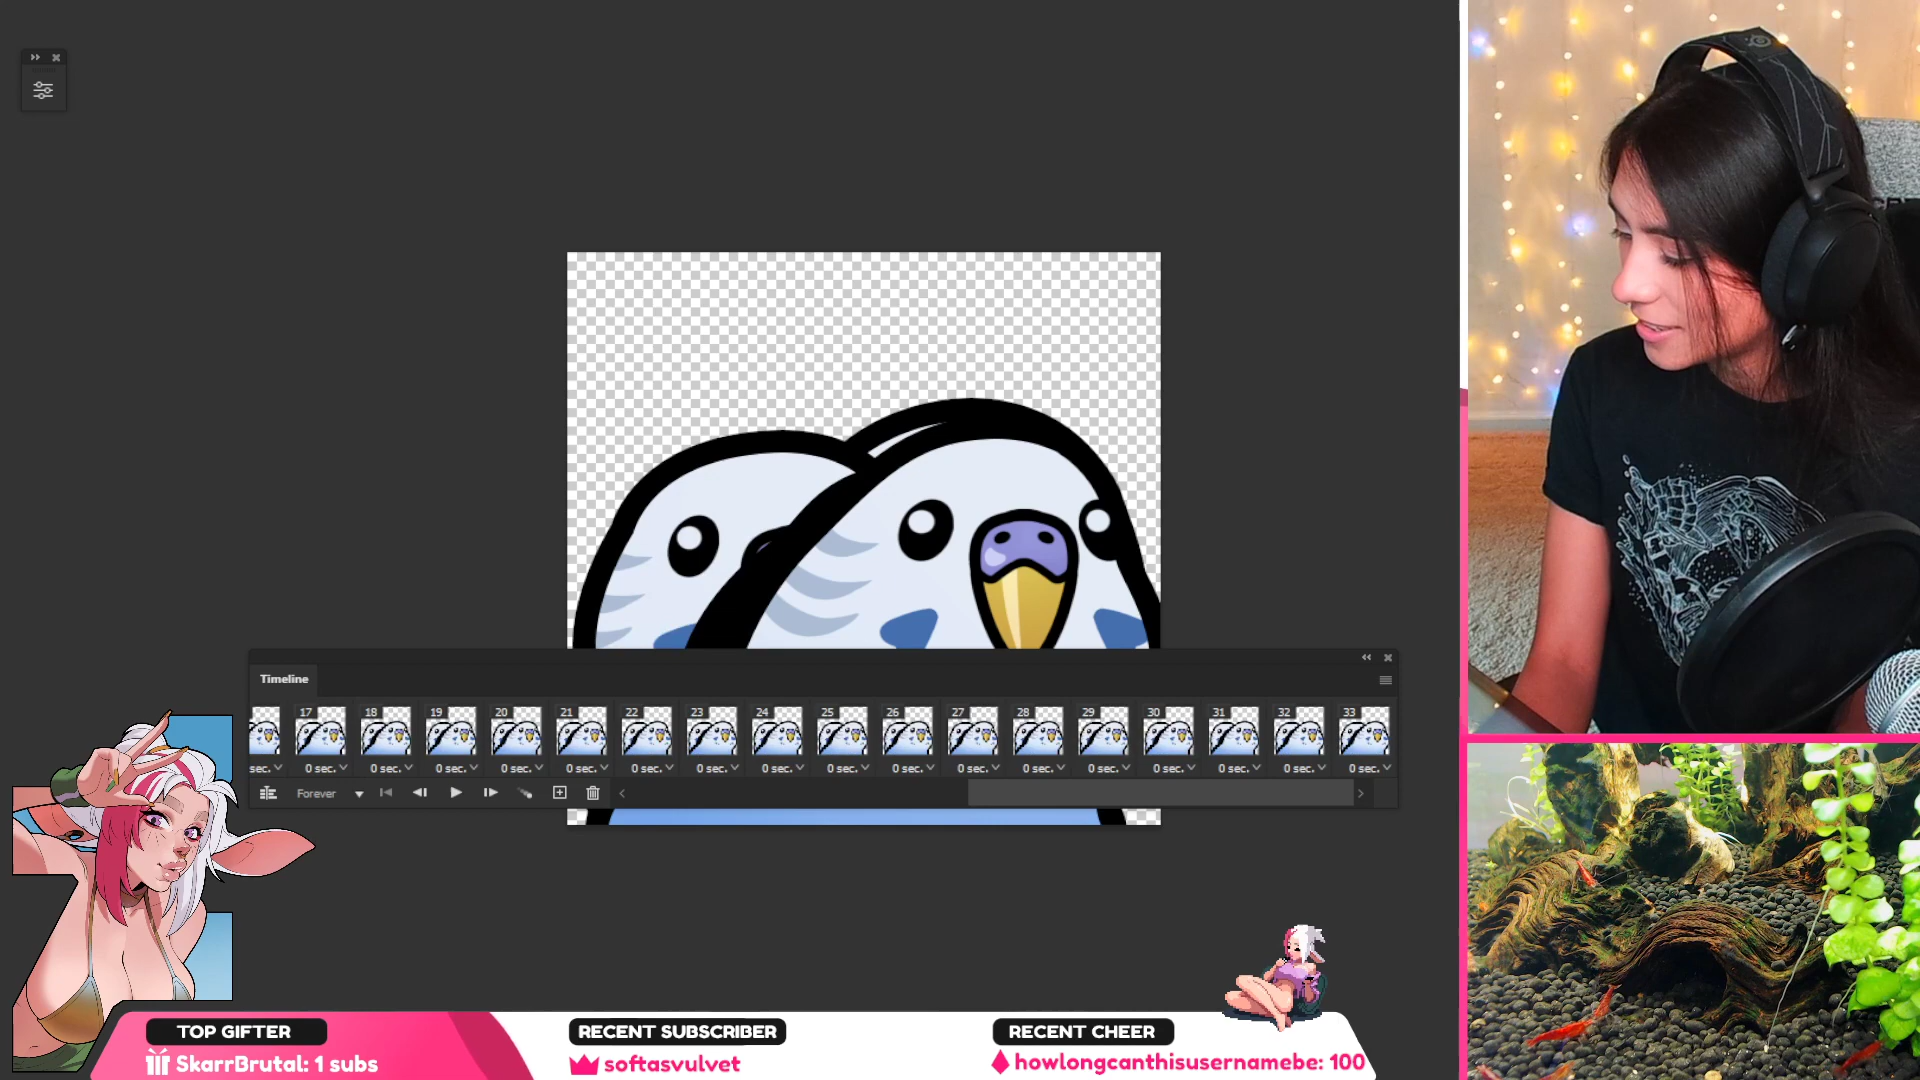 Timeline
17 18 19 20 21 22 23 24 25 26 27 28 29 30 31 32 33
sec. 0 sec. 0 sec. 0 sec. 0 sec. 0 sec. 0 sec. 0 sec. 0 sec. 0 sec. 0 sec. 0 sec. 0 sec. 0 sec. 0 sec. 0 sec. 0 sec. 0 sec.
Forever
TOP GIFTER
SkarrBrutal: 1 subs
RECENT SUBSCRIBER
softasvulvet
RECENT CHEER
howlongcanthisusernamebe: 100